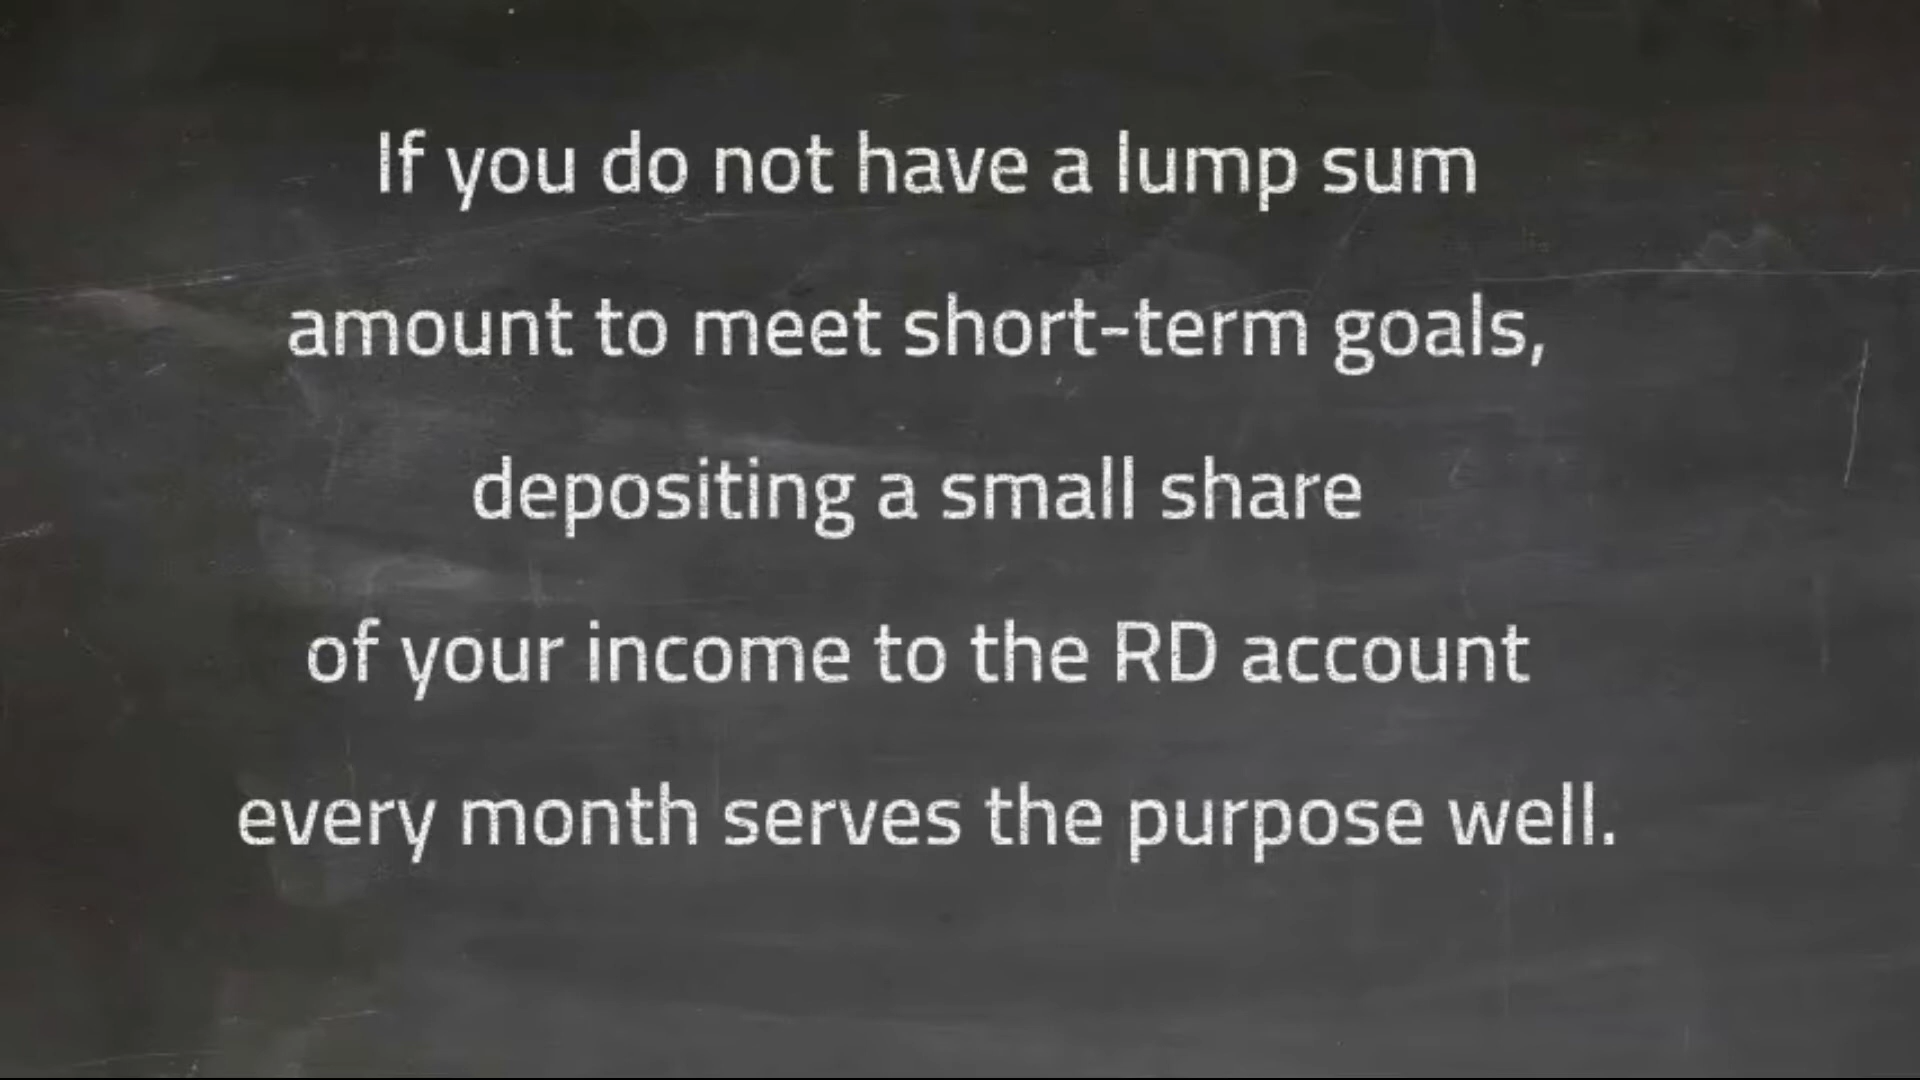 If you do not have a lump sum
amount to meet short-term goals,
depositing a small share
of your income to the RD account
every month serves the purpose well.